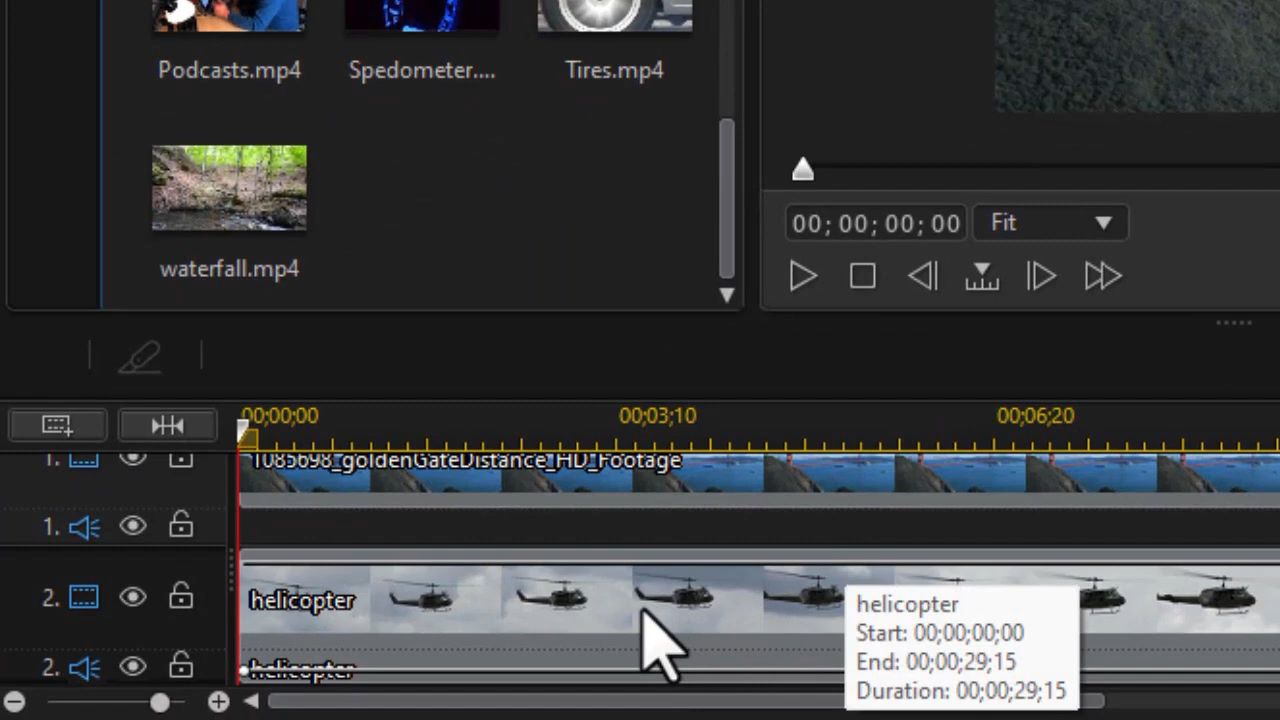 Podcasts.mp4
Spedometer....
Tires.mp4
waterfall.mp4
00; 00; 00; 00
Fit
00;00;00
00;03;10
00;06;20
1.
1085698_goldenGateDistance_HD_Footage
1.
2.
helicopter
2.
helicopter
helicopter
Start: 00;00;00;00
End: 00;00;29;15
Duration: 00;00;29;15